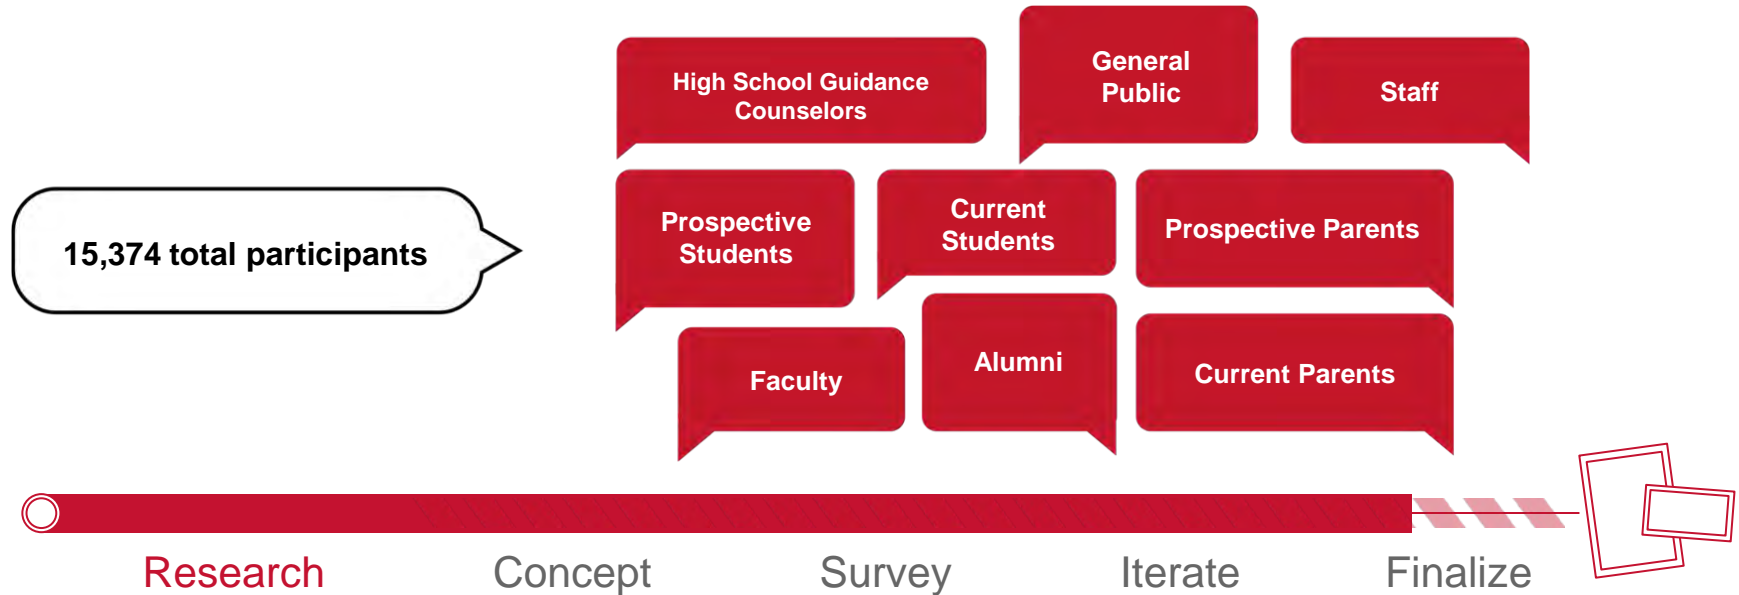 High School Guidance
Counselors
General
Public
Staff
15,374 total participants
Prospective
Students
Current
Students
Prospective Parents
Faculty
Alumni
Current Parents
Research
Concept
Survey
Iterate
Finalize